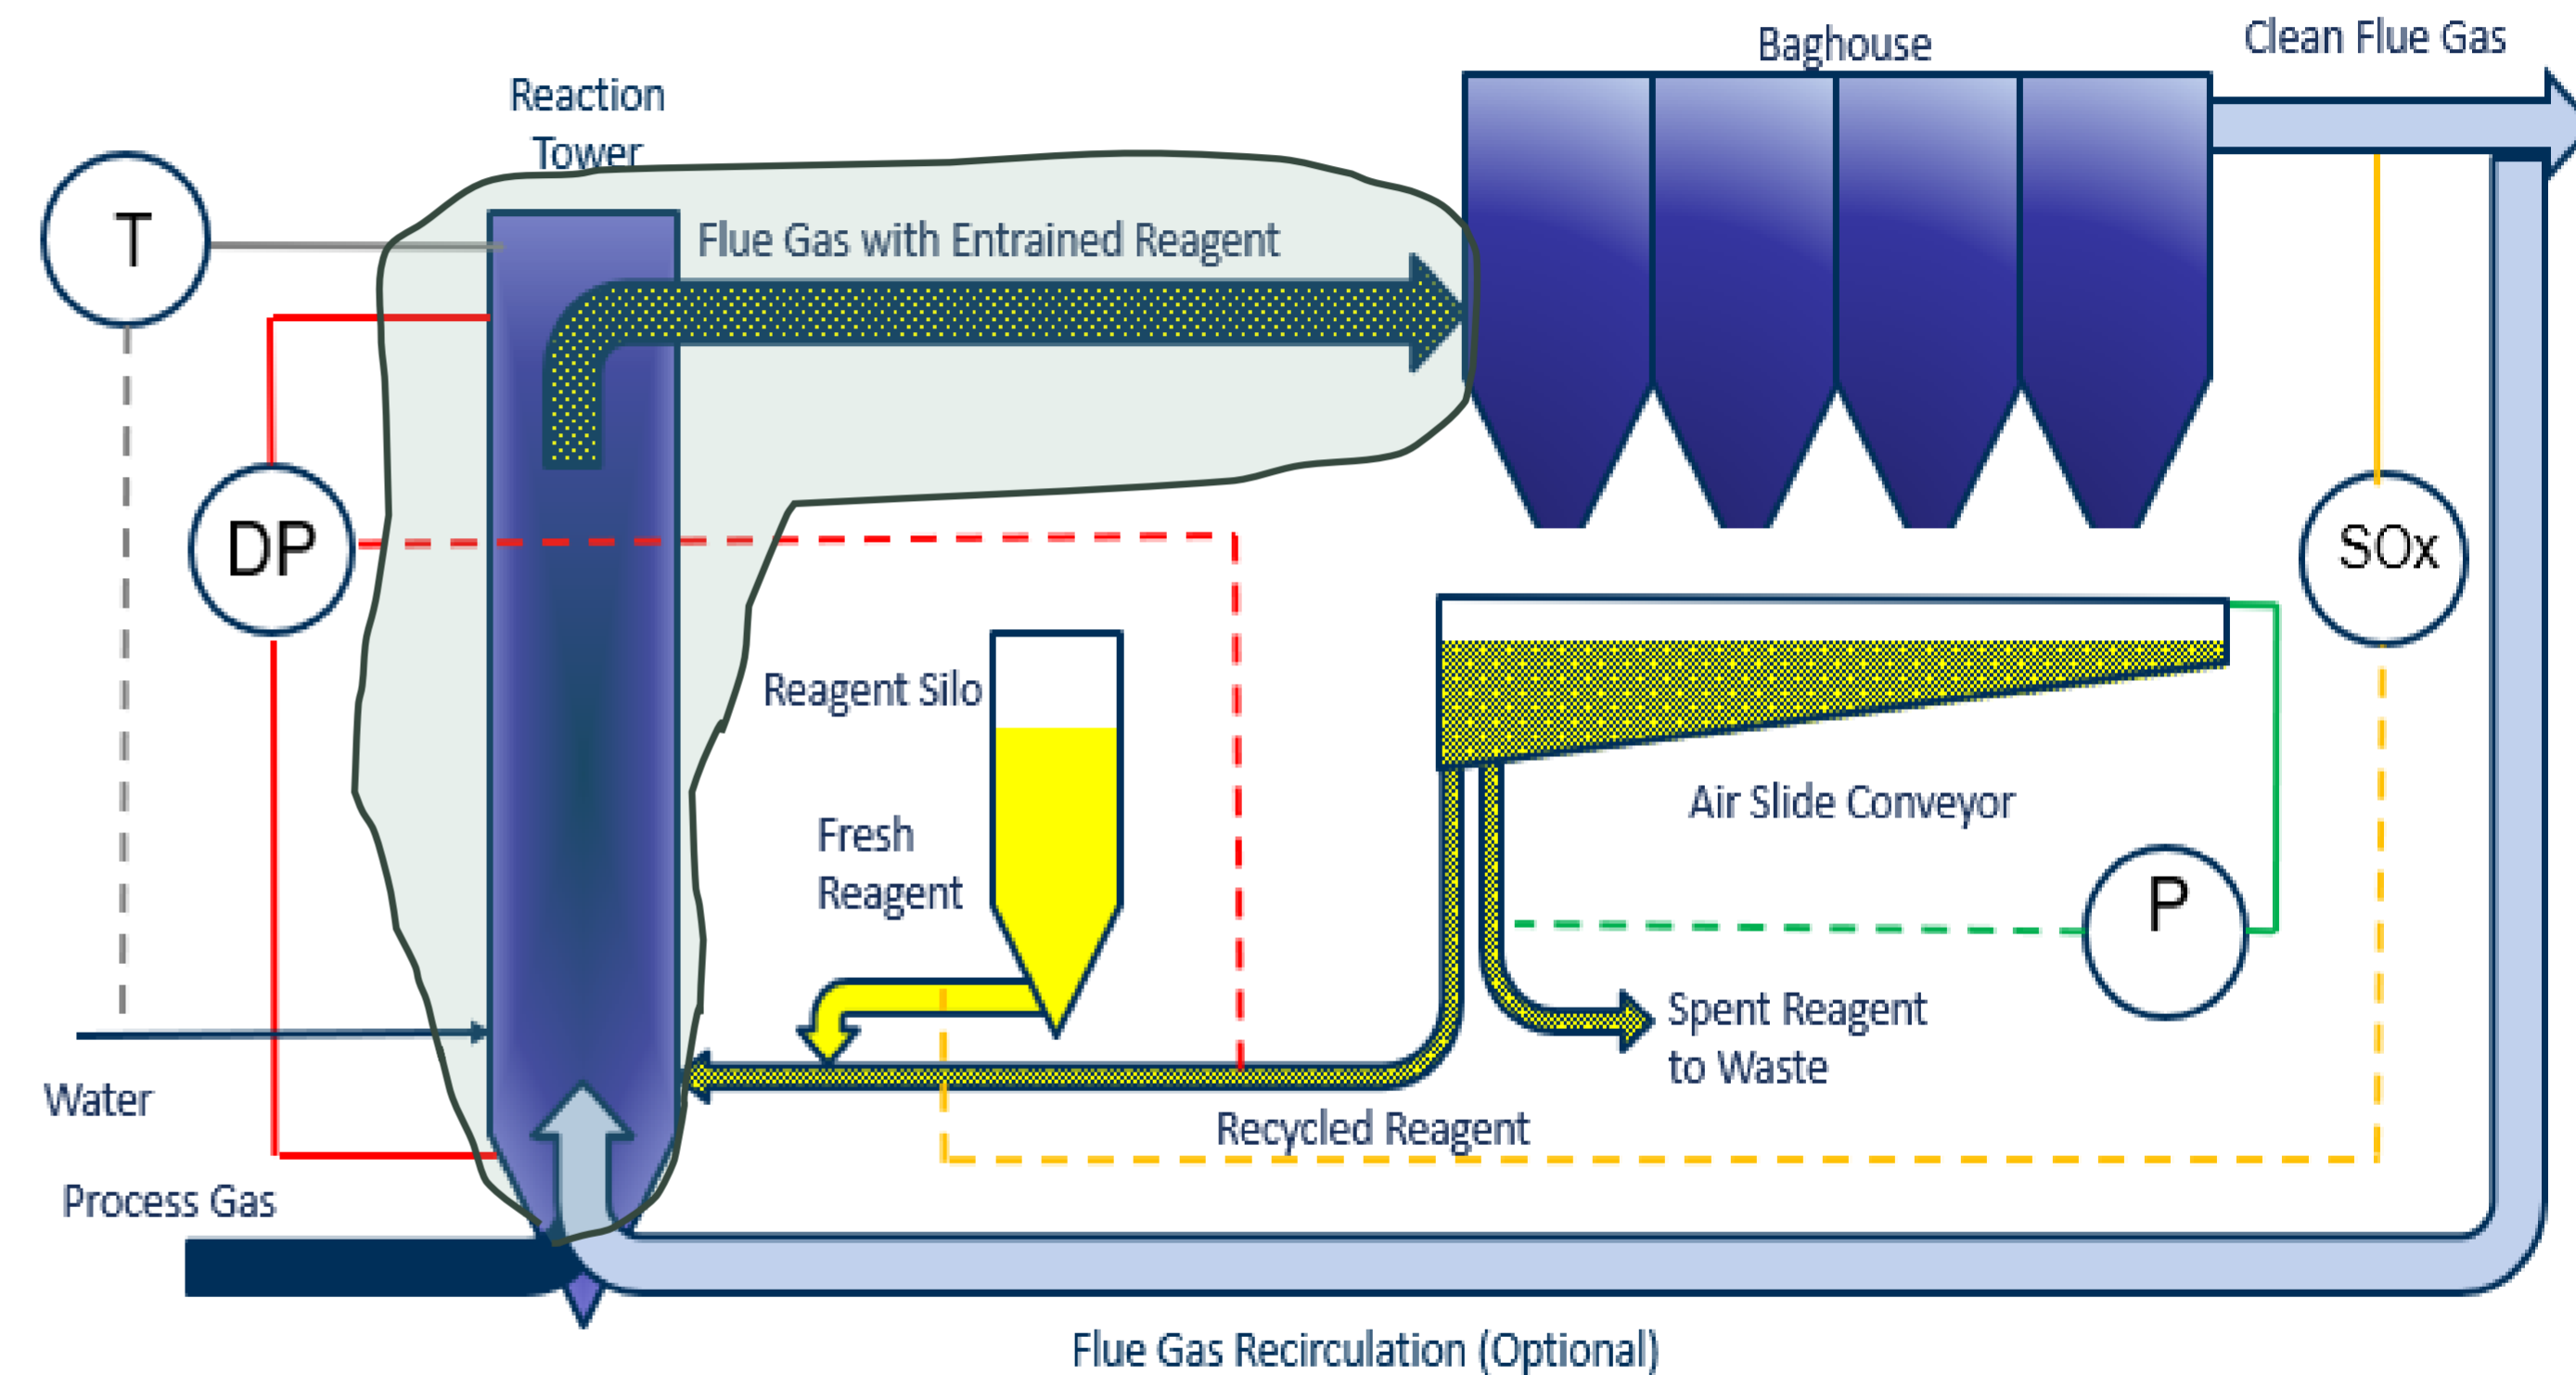 Baghouse
Clean Flue Gas
Reaction
Tower
T
Flue Gas with Entrained Reagent
DP
SOx
Reagent Silo
Air Slide Conveyor
Fresh
Reagent
P
Spent Reagent
to Waste
Water
Recycled Reagent
Process Gas
Flue Gas Recirculation (Optional)